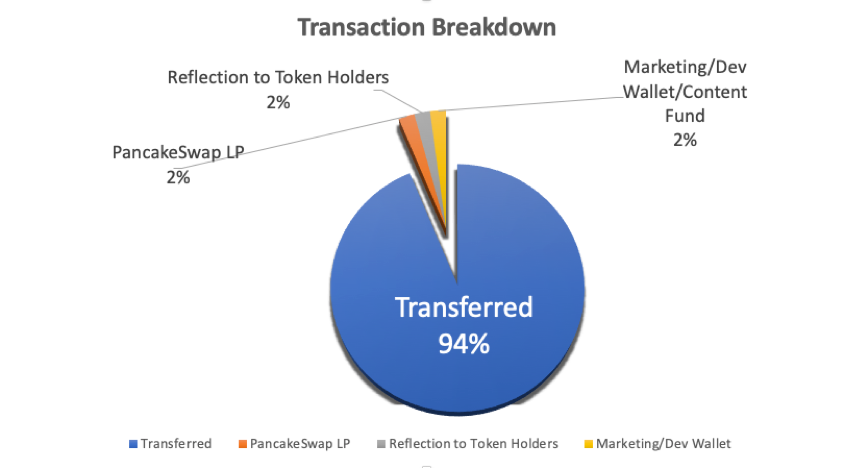 Transaction Breakdown
Reflection to Token Holders
2%
Marketing/Dev
Wallet/Content
Fund
2%
PancakeSwap LP
2%
Transferred
94%
Transferred PancakeSwap LP Reflection to Token Holders Marketing/Dev Wallet